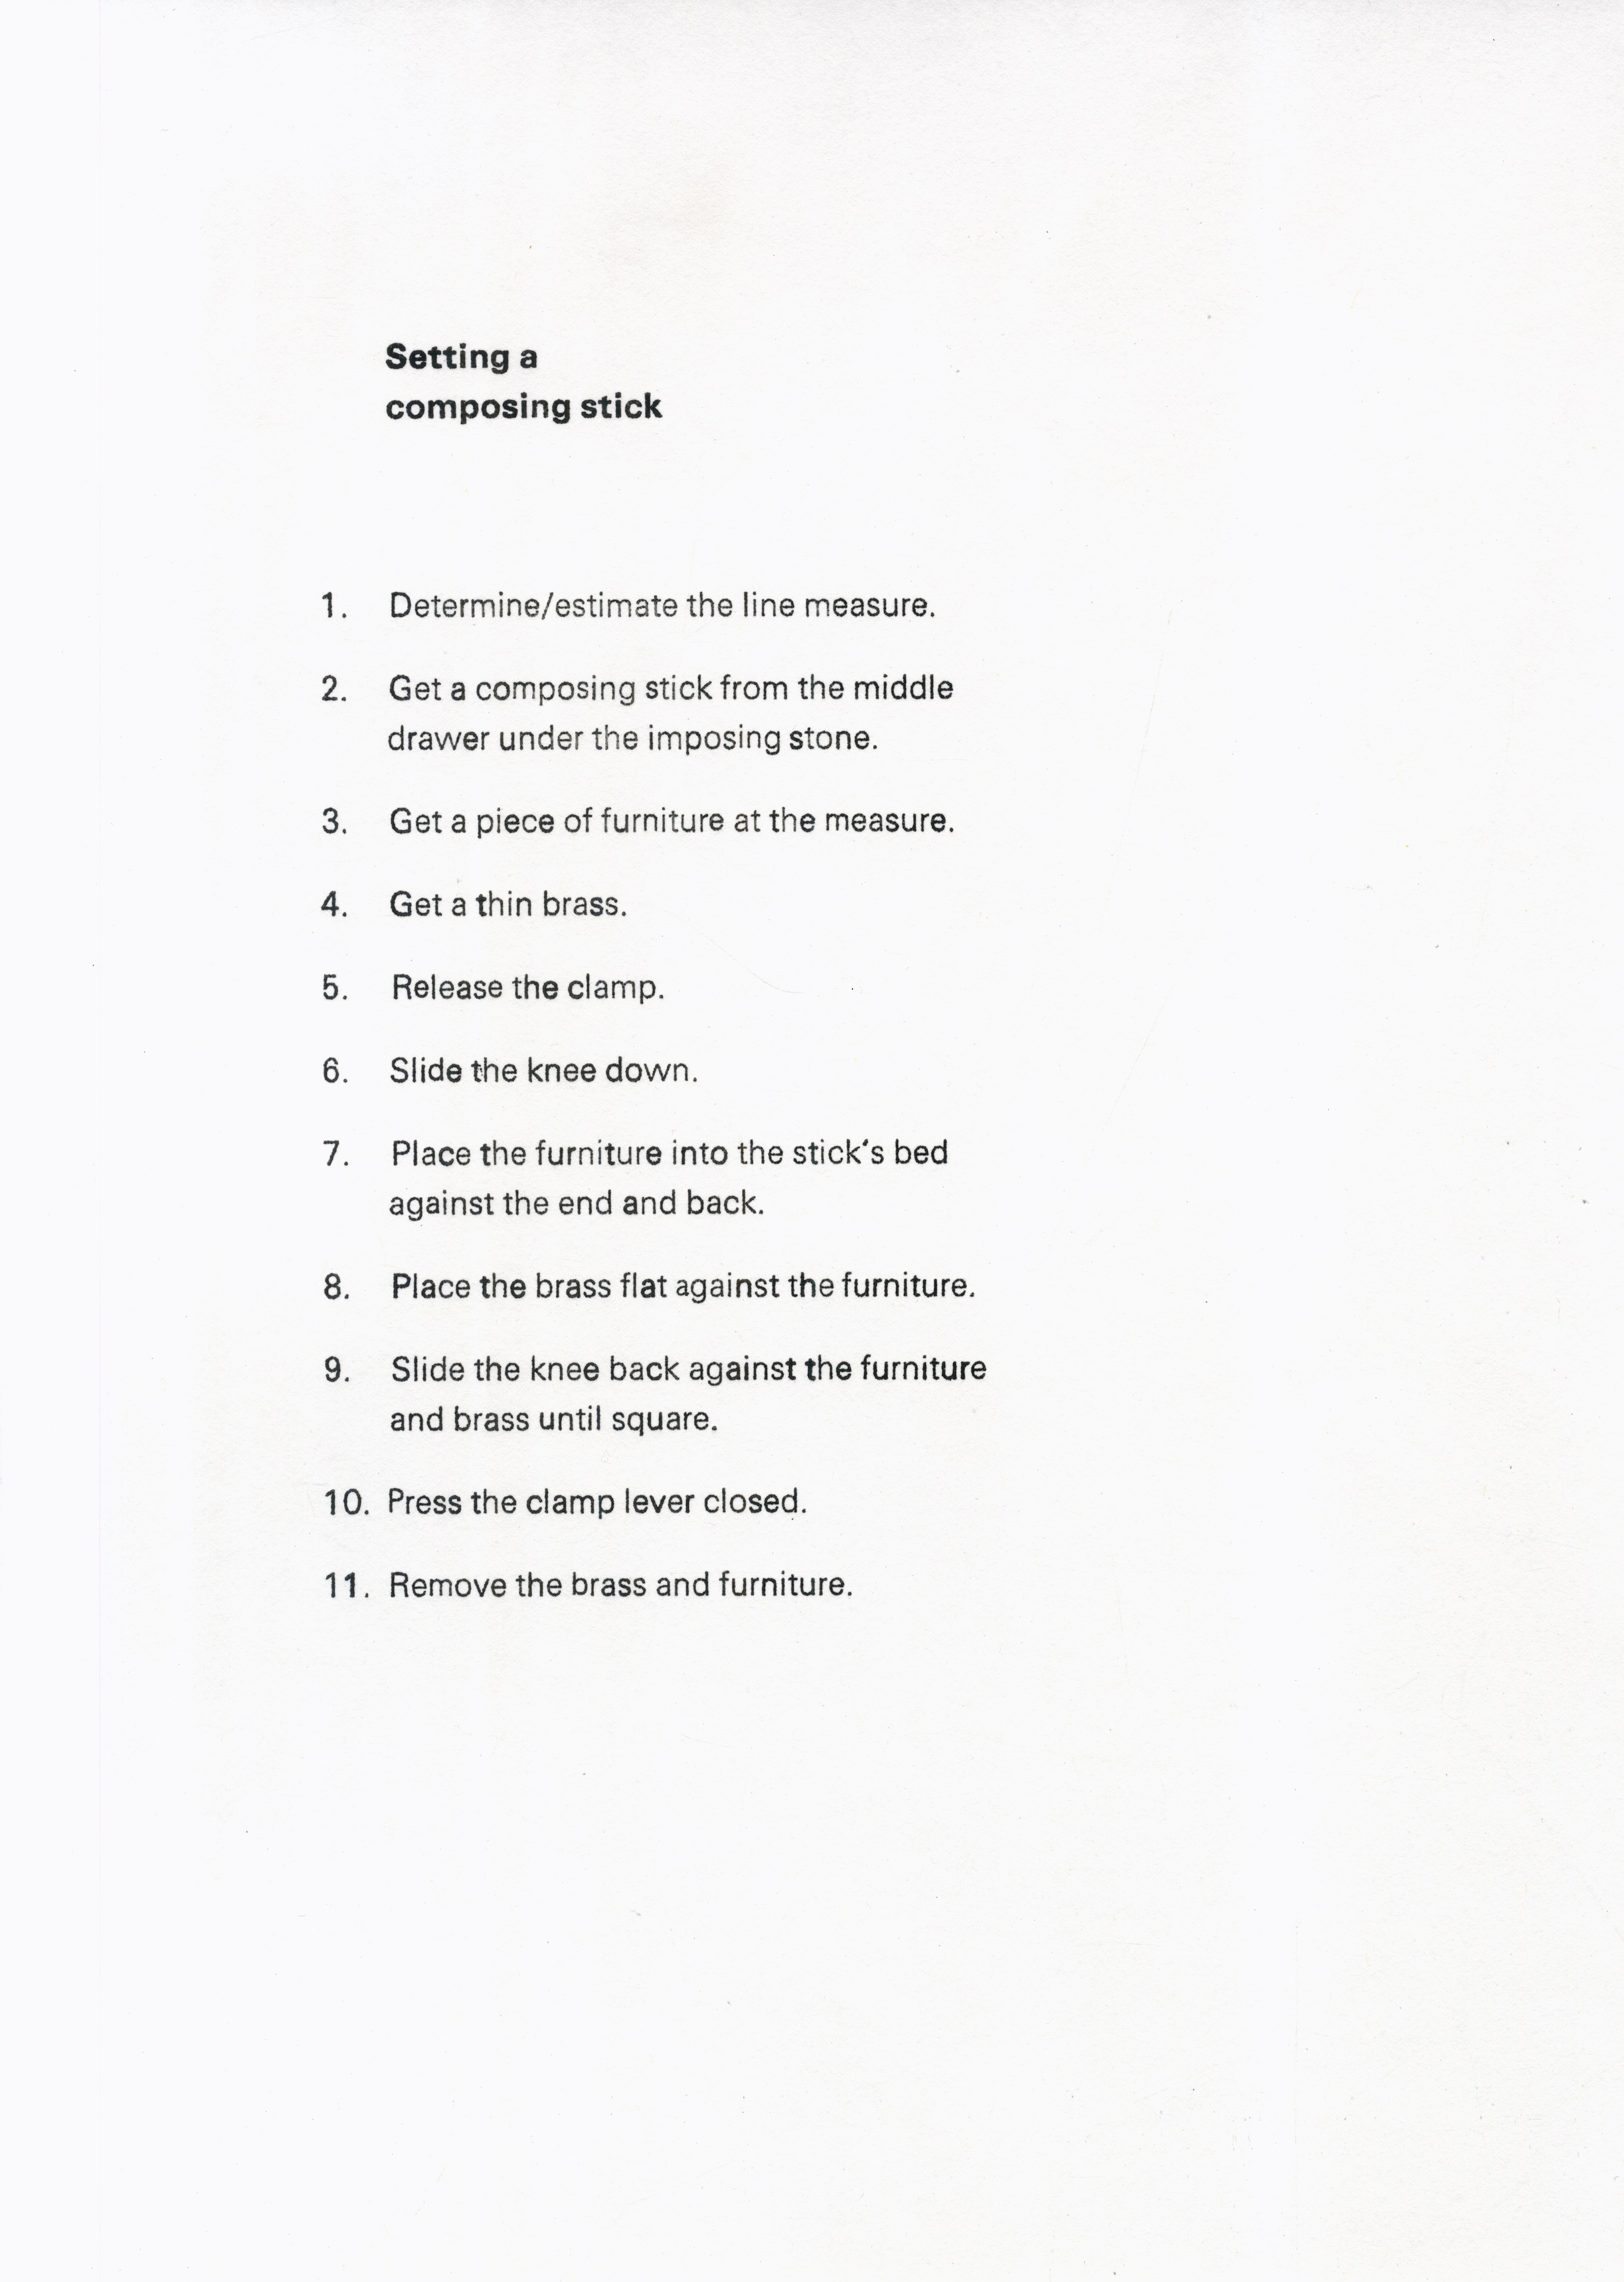 Setting a
composing stick
1. Determine/estimate the line measure.
2. Get a composing stick from the middle
drawer under the imposing stone.
3. Get a piece of furniture at the measure.
4. Get a thin brass.
5. Release the clamp.
6. Slide the knee down.
7. Place the furniture into the stick's bed
against the end and back.
8. Place the brass flat against the furniture.
9. Slide the knee back against the furniture
and brass until square.
10. Press the clamp lever closed.
11. Remove the brass and furniture.